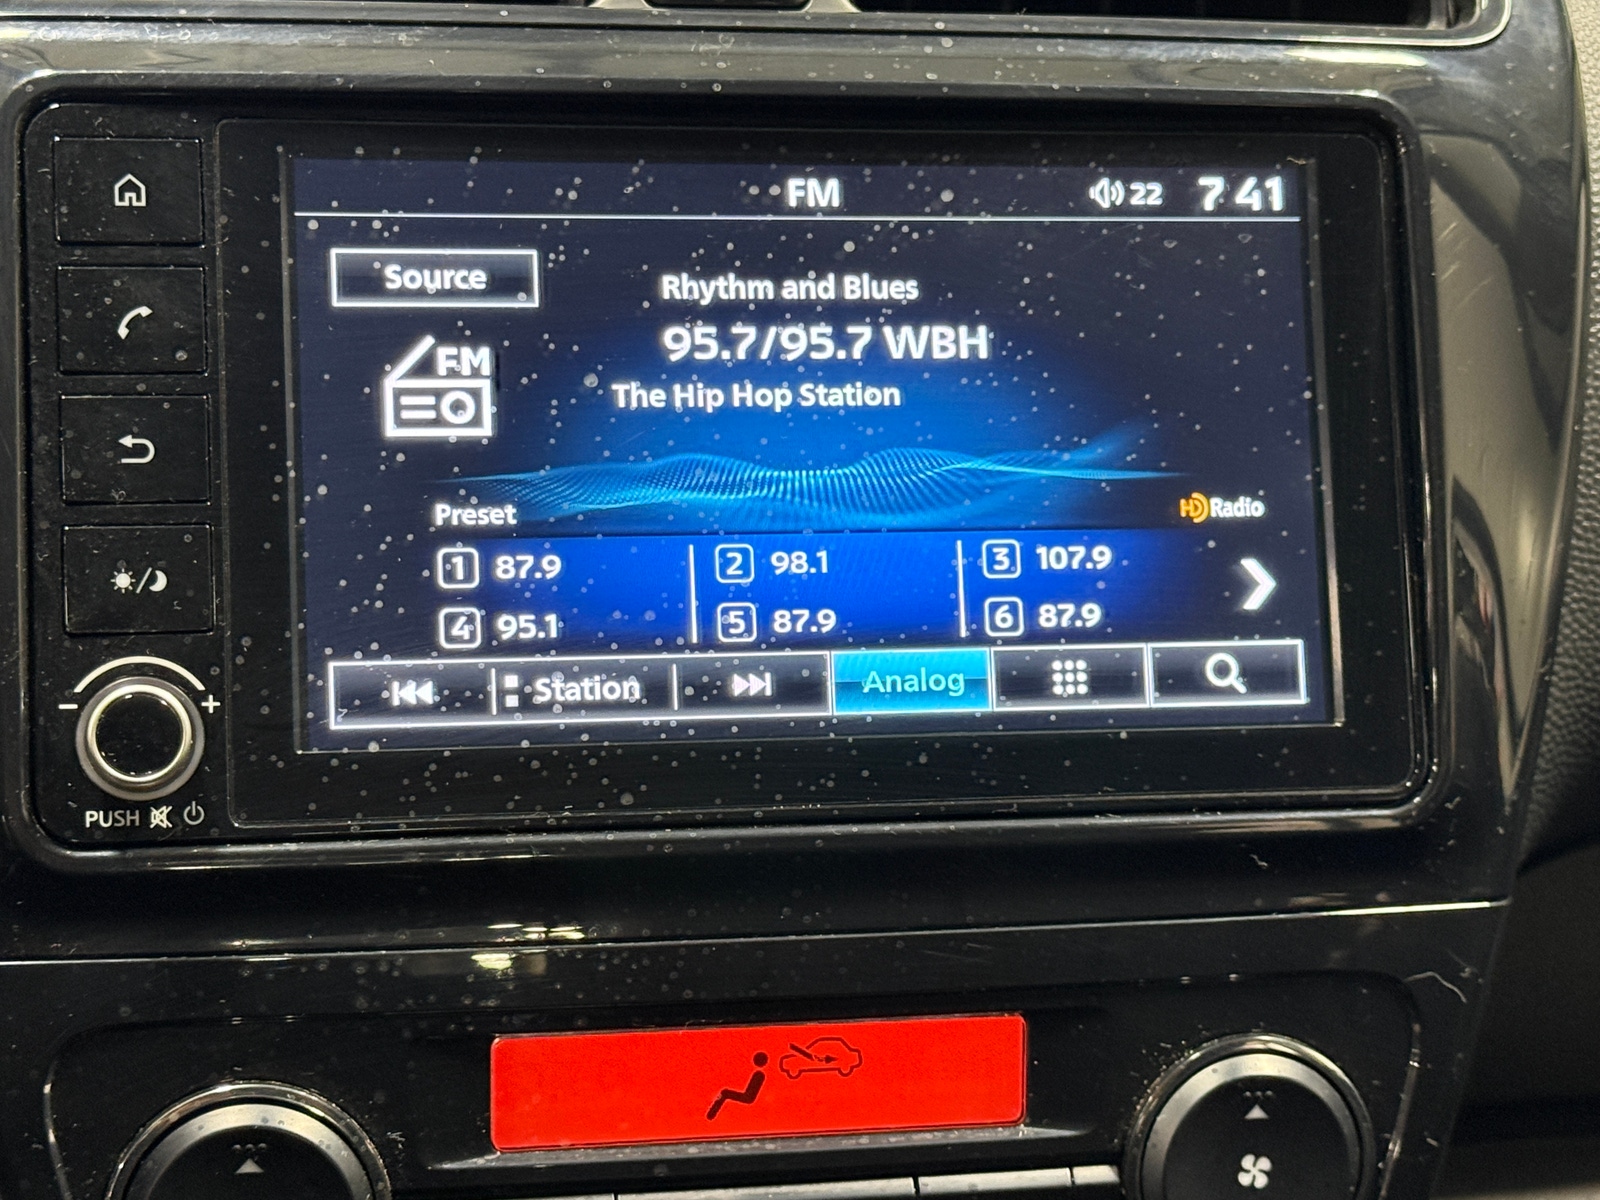 FM 22 7 41
Source
Rhythm and Blues
95.7/95.7 WBH
FM
The Hip Hop Station
Preset
HD Radio
1 87.9 2 98.1 3 107.9
4 95.1 5 87.9 6 87.9
Station Analog
- +
PUSH